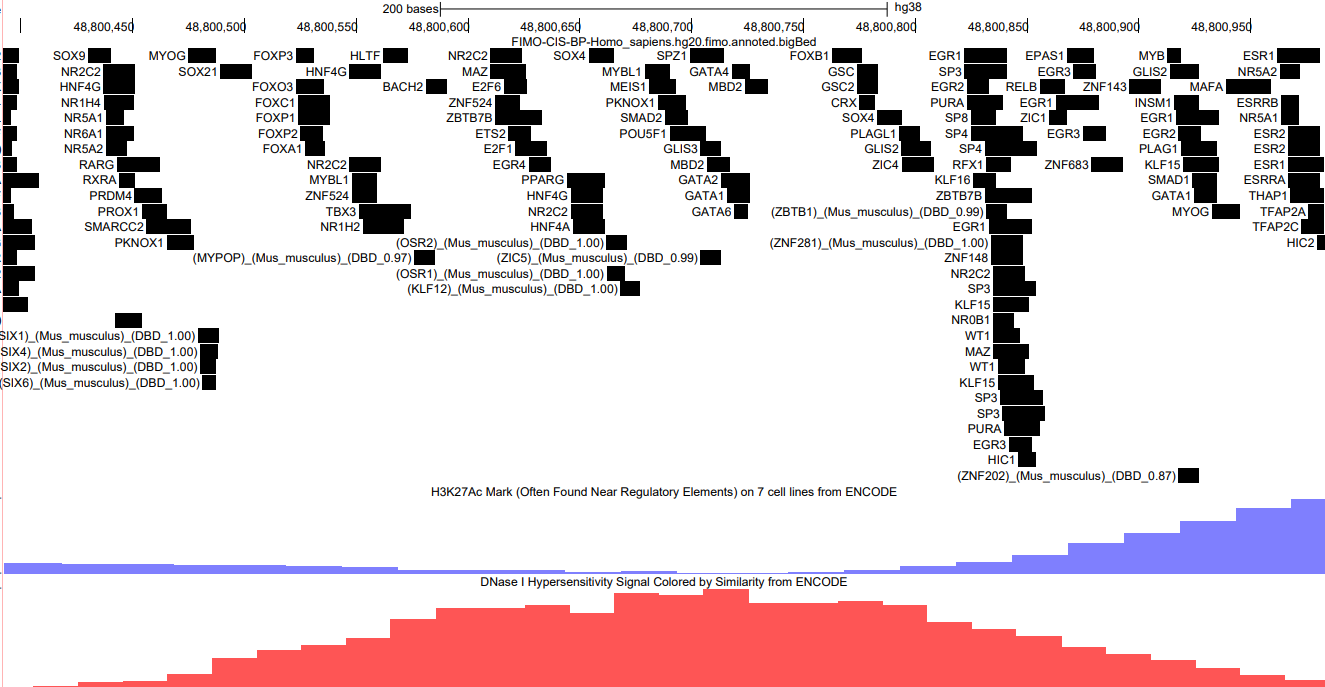 200 bases hg38
48,800,450 48,800,500 48,800,550 48,800,600 48,800,650 48,800,700 48,800,750 48,800,800 48,800,850 48,800,900 48,800,950
FIMO-CIS-BP-Homo_sapiens.hg20.fimo.annoted.bigBed
SOX9 MYOG FOXP3 HLTF NR2C2 SOX4 SPZ1 FOXB1 EGR1 EPAS1 MYB ESR1
NR2C2 SOX21 HNF4G MAZ MYBL1 GATA4 GSC SP3 EGR3 GLIS2 NR5A2
HNF4G FOXO3 BACH2 E2F6 MEIS1 MBD2 GSC2 EGR2 RELB ZNF143 MAFA
NR1H4 FOXC1 ZNF524 PKNOX1 CRX PURA EGR1 INSM1 ESRRB
NR5A1 FOXP1 ZBTB7B SMAD2 SOX4 SP8 ZIC1 EGR1 NR5A1
NR6A1 FOXP2 ETS2 POU5F1 PLAGL1 SP4 EGR3 EGR2 ESR2
NR5A2 FOXA1 E2F1 GLIS3 GLIS2 SP4 PLAG1 ESR2
RARG NR2C2 EGR4 MBD2 ZIC4 RFX1 ZNF683 KLF15 ESR1
RXRA MYBL1 PPARG GATA2 KLF16 SMAD1 ESRRA
PRDM4 ZNF524 HNF4G GATA1 ZBTB7B GATA1 THAP1
PROX1 TBX3 NR2C2 GATA6 (ZBTB1)_(Mus_musculus)_(DBD_0.99) MYOG TFAP2A
SMARCC2 NR1H2 HNF4A EGR1 TFAP2C
PKNOX1 (OSR2)_(Mus_musculus)_(DBD_1.00) (ZNF281)_(Mus_musculus)_(DBD_1.00) HIC2
(MYPOP)_(Mus_musculus)_(DBD_0.97) (ZIC5)_(Mus_musculus)_(DBD_0.99) ZNF148
(OSR1)_(Mus_musculus)_(DBD_1.00) NR2C2
(KLF12)_(Mus_musculus)_(DBD_1.00) SP3
KLF15
NR0B1
SIX1)_(Mus_musculus)_(DBD_1.00) WT1
SIX4)_(Mus_musculus)_(DBD_1.00) MAZ
SIX2)_(Mus_musculus)_(DBD_1.00) WT1
(SIX6)_(Mus_musculus)_(DBD_1.00) KLF15
SP3
SP3
PURA
EGR3
HIC1
(ZNF202)_(Mus_musculus)_(DBD_0.87)
H3K27Ac Mark (Often Found Near Regulatory Elements) on 7 cell lines from ENCODE
DNase I Hypersensitivity Signal Colored by Similarity from ENCODE